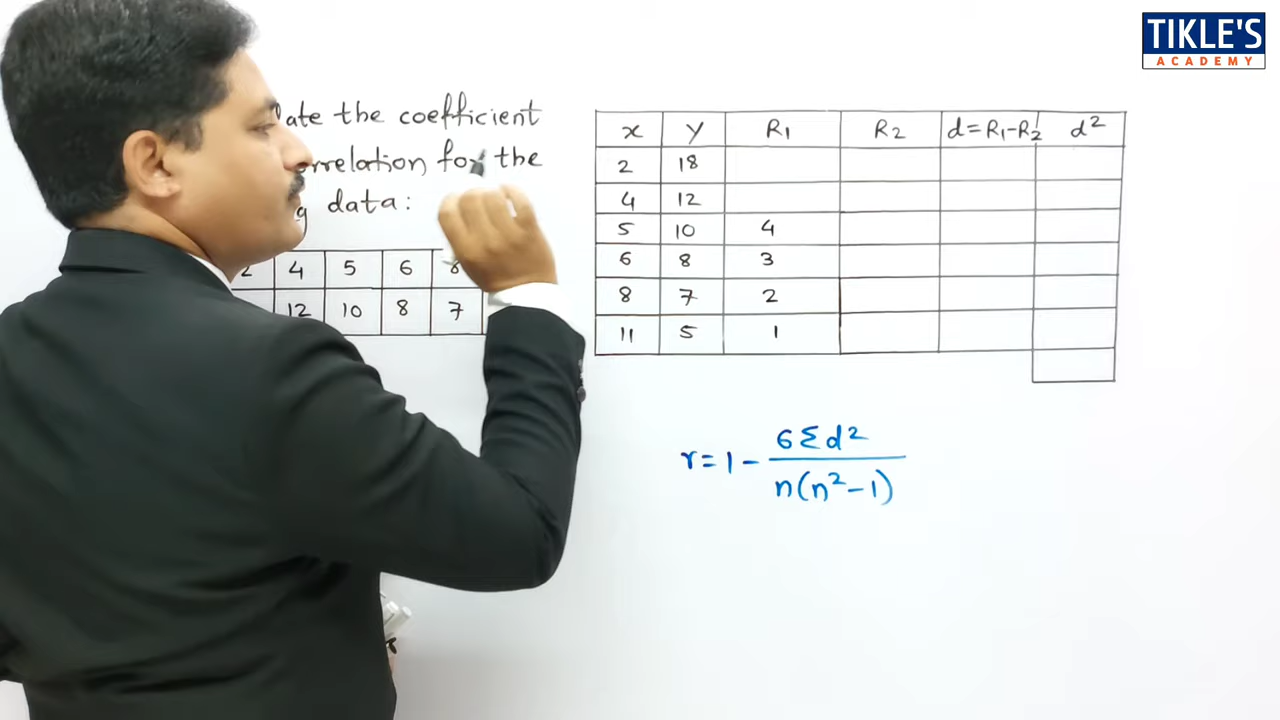 TIKLE'S
ACADEMY
ate the coefficient
rrelation for the
g data:
2 4 5 6 8
12 10 8 7
x y R₁ R₂ d=R₁-R₂ d²
2 18
4 12
5 10 4
6 8 3
8 7 2
11 5 1
r = 1 - 6Σd² / n(n²-1)